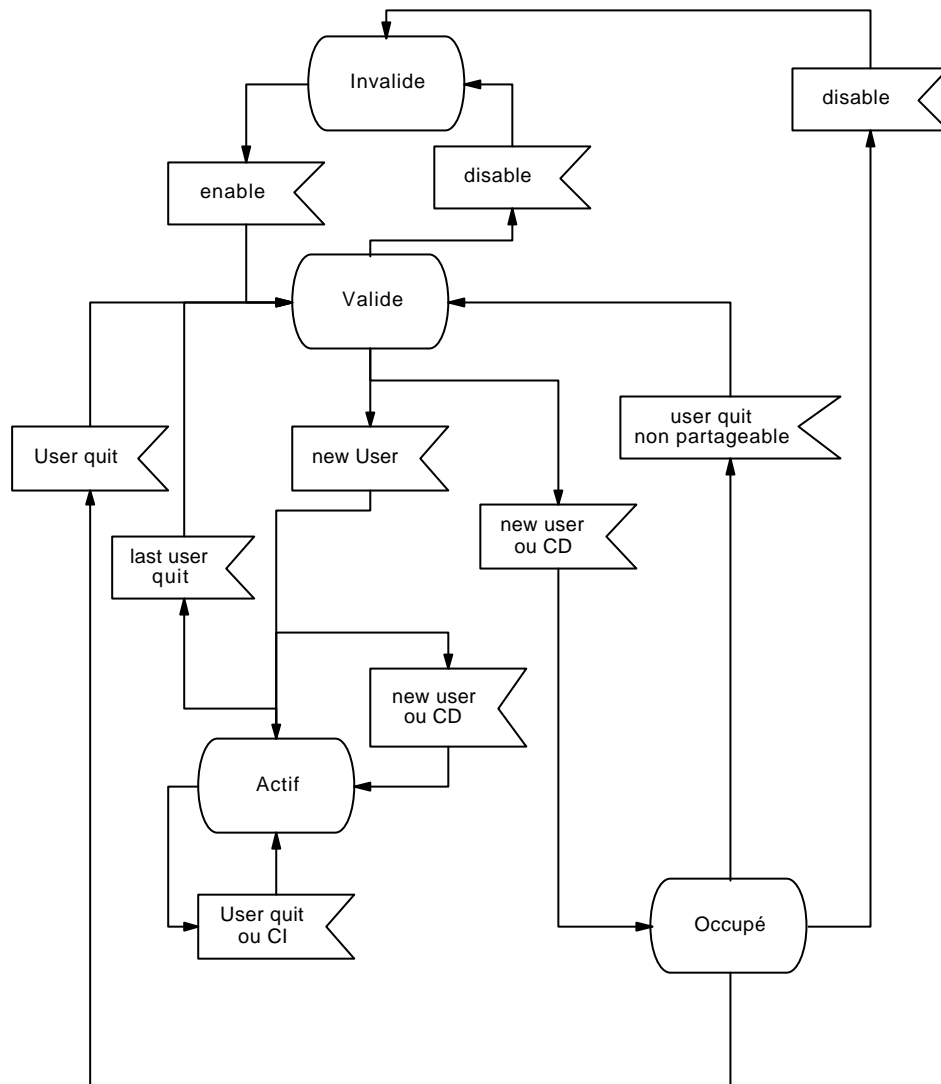 Invalide
disable
enable
disable
Valide
User quit
new User
user quit
non partageable
last user
quit
new user
ou CD
new user
ou CD
Actif
User quit
ou CI
Occupé